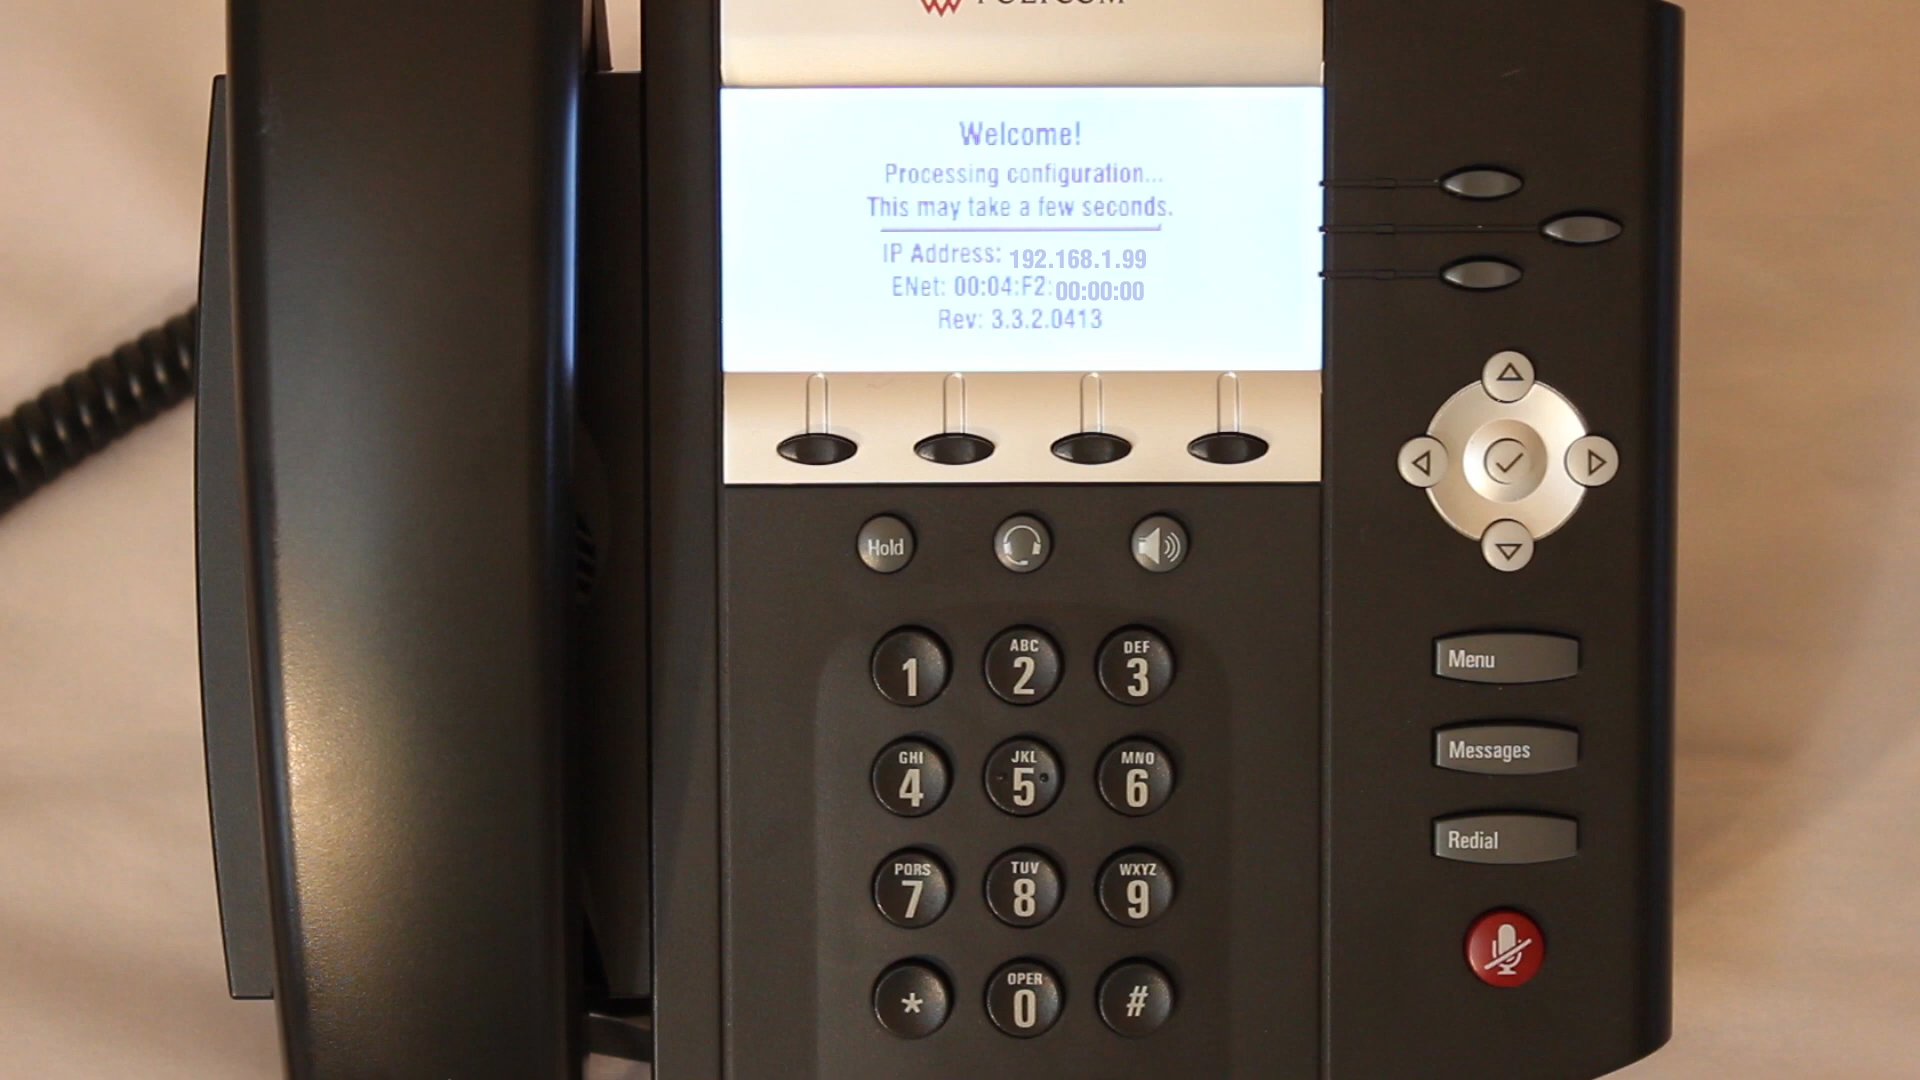 POLYCOM
Welcome!
Processing configuration...
This may take a few seconds.
IP Address: 192.168.1.99
ENet: 00:04:F2:00:00:00
Rev: 3.3.2.0413
Hold
1
ABC
2
DEF
3
GHI
4
JKL
5
MNO
6
PQRS
7
TUV
8
WXYZ
9
*
OPER
0
#
Menu
Messages
Redial